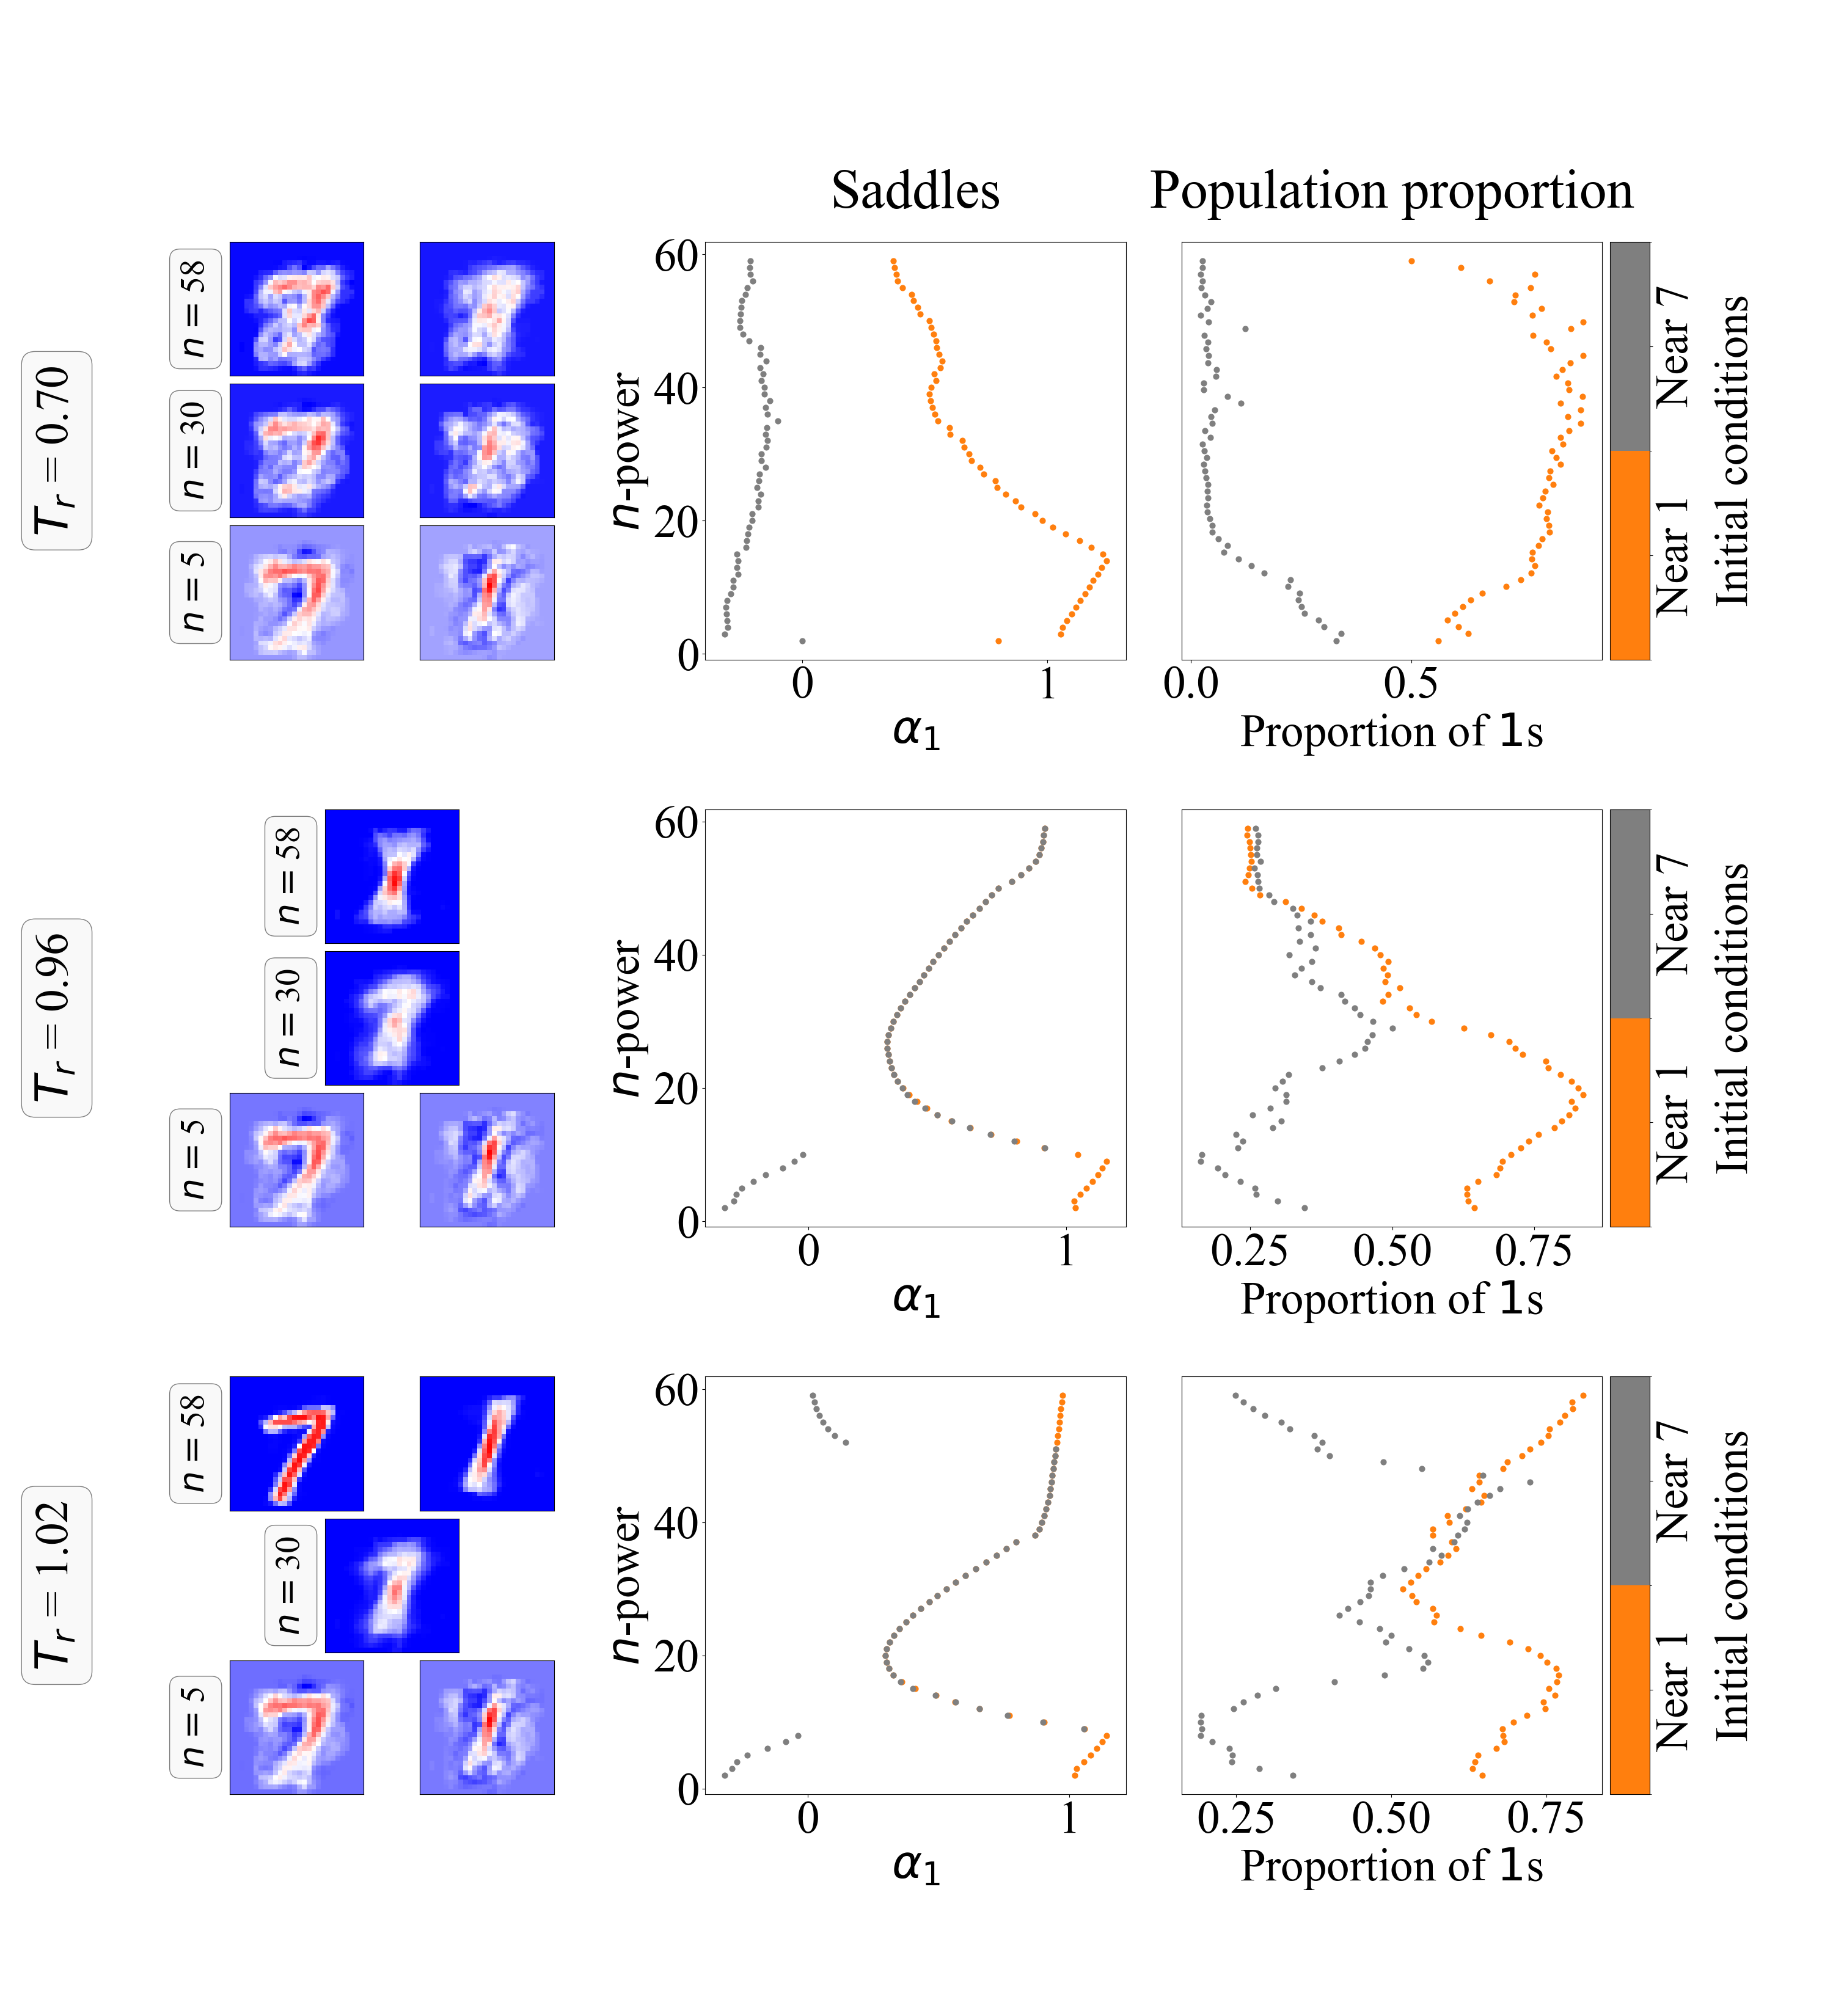 Saddles
Population proportion
T_r = 0.70
n = 58
n = 30
n = 5
n-power
60
40
20
0
0 1
α₁
0.0 0.5
Proportion of 1s
Near 7
Near 1
Initial conditions
T_r = 0.96
n = 58
n = 30
n = 5
n-power
60
40
20
0
0 1
α₁
0.25 0.50 0.75
Proportion of 1s
Near 7
Near 1
Initial conditions
T_r = 1.02
n = 58
n = 30
n = 5
n-power
60
40
20
0
0 1
α₁
0.25 0.50 0.75
Proportion of 1s
Near 7
Near 1
Initial conditions